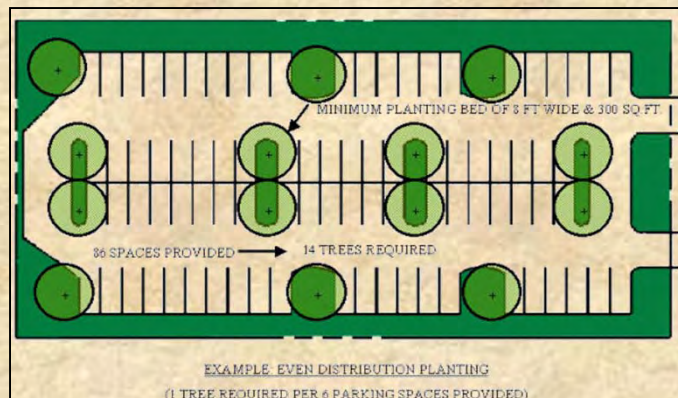 MINIMUM PLANTING BED OF 8 FT WIDE & 300 SQ FT.
86 SPACES PROVIDED
14 TREES REQUIRED
EXAMPLE: EVEN DISTRIBUTION PLANTING
(1 TREE REQUIRED PER 6 PARKING SPACES PROVIDED)